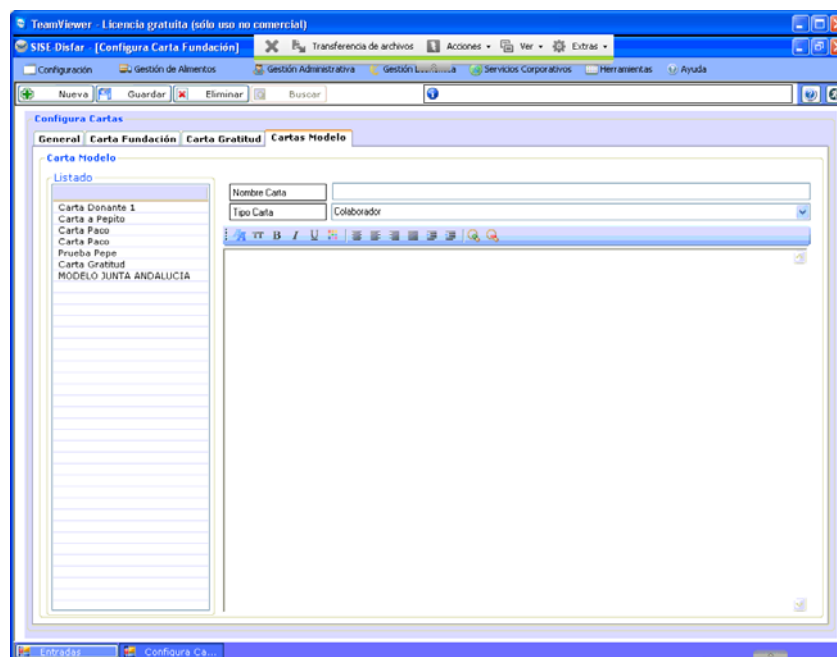 TeamViewer - Licencia gratuita (sólo uso no comercial)
SISE-Disfar - [Configura Carta Fundación]
Transferencia de archivos Acciones Ver Extras
Configuración Gestión de Alimentos Gestión Administrativa Gestión Servicios Corporativos Herramientas Ayuda
Nueva Guardar Eliminar Buscar
Configura Cartas
General Carta Fundación Carta Gratitud Cartas Modelo
Carta Modelo
Listado
Nombre Carta
Tipo Carta Colaborador
TT B I U
Carta Donante 1
Carta a Pepito
Carta Paco
Carta Paco
Prueba Pepe
Carta Gratitud
MODELO JUNTA ANDALUCIA
Entradas Configura Ca...